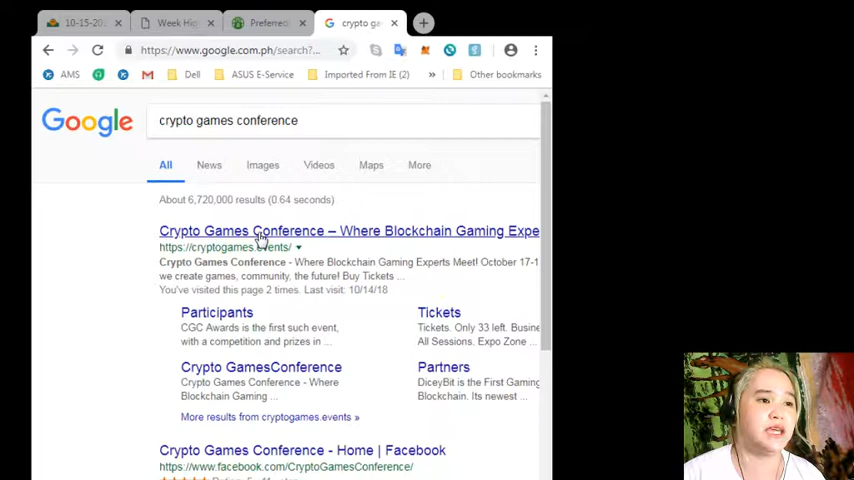 10-15-20
Week Hig
Preferred
crypto ga
https://www.google.com.ph/search?...
AMS
Dell
ASUS E-Service
Imported From IE (2)
»
Other bookmarks
Google
crypto games conference
All
News
Images
Videos
Maps
More
About 6,720,000 results (0.64 seconds)
Crypto Games Conference – Where Blockchain Gaming Expe
https://cryptogames.events/
Crypto Games Conference - Where Blockchain Gaming Experts Meet! October 17-1
we create games, community, the future! Buy Tickets ...
You've visited this page 2 times. Last visit: 10/14/18
Participants
CGC Awards is the first such event,
with a competition and prizes in ...
Tickets
Tickets. Only 33 left. Busine
All Sessions. Expo Zone ...
Crypto GamesConference
Crypto Games Conference - Where
Blockchain Gaming ...
Partners
DiceyBit is the First Gaming
Blockchain. Its newest ...
More results from cryptogames.events »
Crypto Games Conference - Home | Facebook
https://www.facebook.com/CryptoGamesConference/